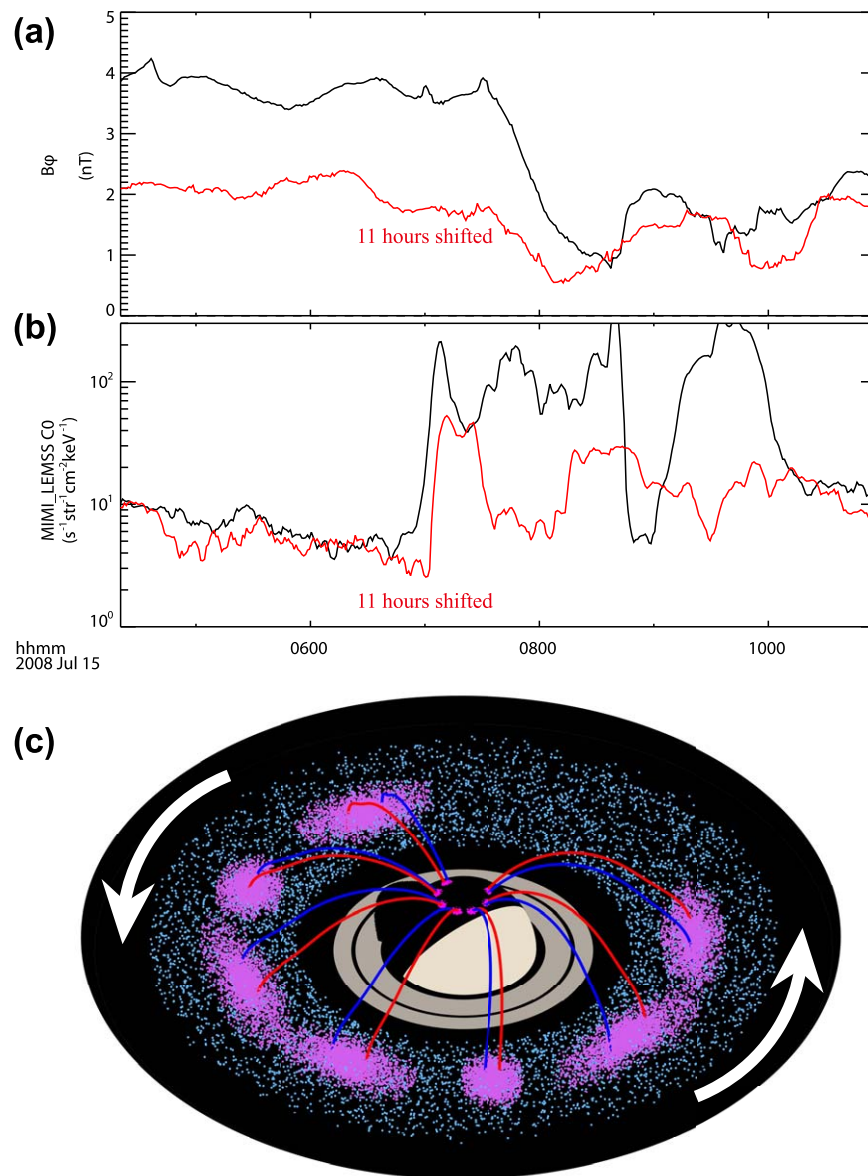 (a)
5
4
3
2
1
0
Bφ
(nT)
11 hours shifted
(b)
10²
10¹
10⁰
MIMI_LEMSS C0
(s⁻¹str⁻¹cm⁻²keV⁻¹)
11 hours shifted
hhmm
2008 Jul 15
0600
0800
1000
(c)